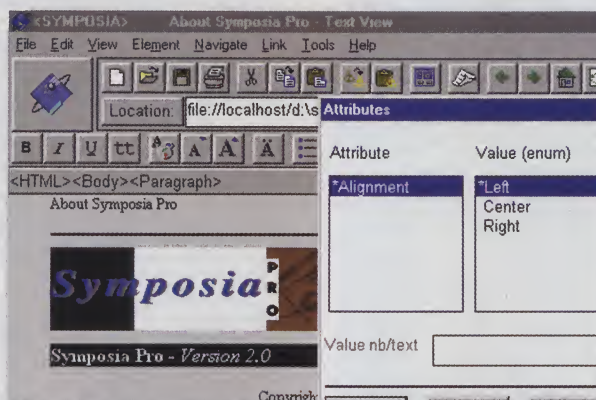 <SYMPOSIA> About Symposia Pro - Text View
File Edit View Element Navigate Link Tools Help
Location: file://localhost/d:\s
B I U tt A A Ä
<HTML><Body><Paragraph>
About Symposia Pro
Symposia
PRO
Symposia Pro - Version 2.0
Copyrigh
Attributes
Attribute Value (enum)
*Alignment *Left
Center
Right
Value nb/text